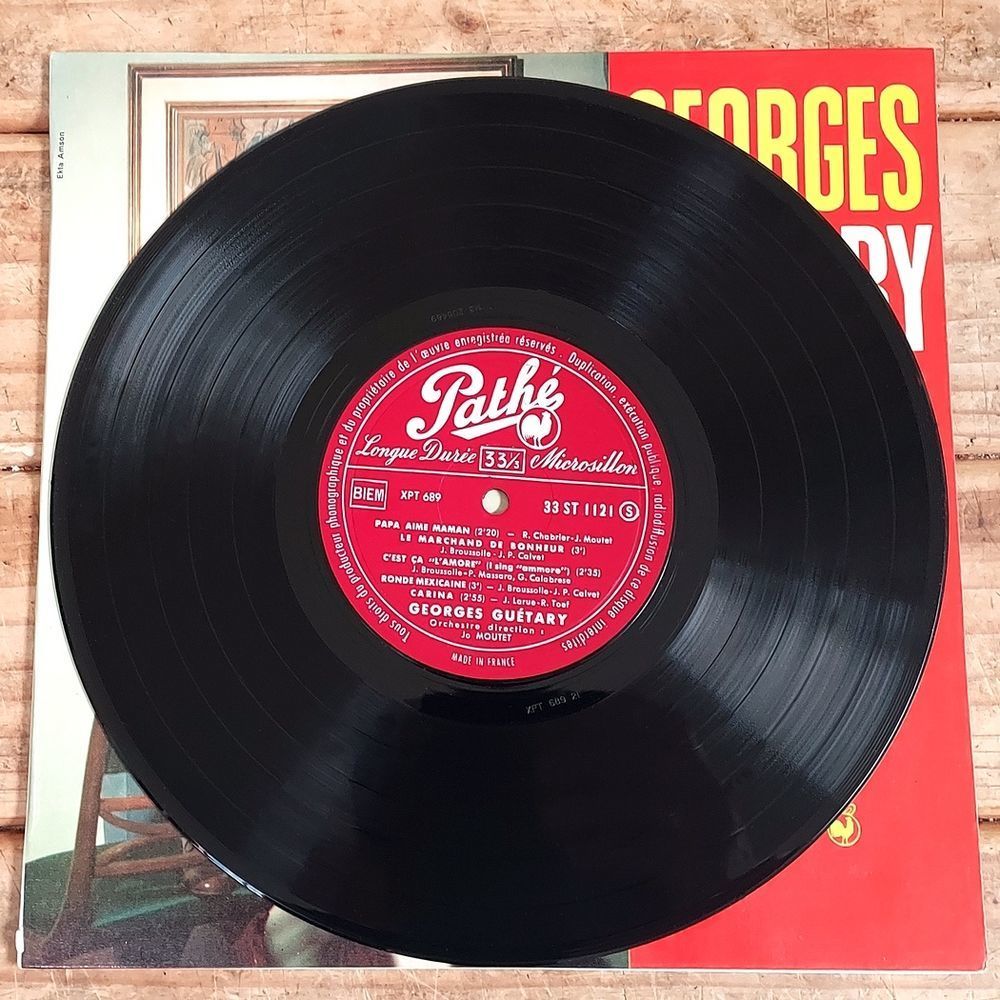 Ekta Amson
GEORGES
RY
Tous droits du producteur phonographique et du propriétaire de l'œuvre enregistrée réservés. Duplication, exécution publique, radiodiffusion de ce disque interdites
Pathé
Longue Durée 33⅓ Microsillon
BIEM XPT 689 33 ST 1121 S
PAPA AIME MAMAN (2'20) — R. Chabrier-J. Moutet
LE MARCHAND DE BONHEUR (3')
J. Broussolle-J. P. Calvet
C'EST ÇA "L'AMORE" (I sing "ammore") (2'35)
J. Broussolle-P. Massara, G. Calabrese
RONDE MEXICAINE (3') — J. Broussolle-J. P. Calvet
CARINA (2'55) — J. Larue-R. Toef
GEORGES GUÉTARY
Orchestre direction :
Jo MOUTET
MADE IN FRANCE
XPT 689 21